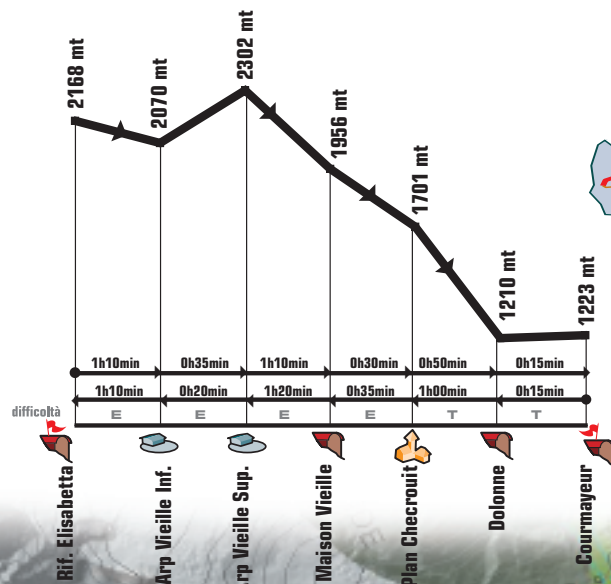 2168 mt
2070 mt
2302 mt
1956 mt
1701 mt
1210 mt
1223 mt
1h10min 0h35min 1h10min 0h30min 0h50min 0h15min
1h10min 0h20min 1h20min 0h35min 1h00min 0h15min
difficoltà E E E E T T
Rif. Elisabetta
Arp Vieille Inf.
Arp Vieille Sup.
Maison Vieille
Plan Checrouit
Dolonne
Courmayeur